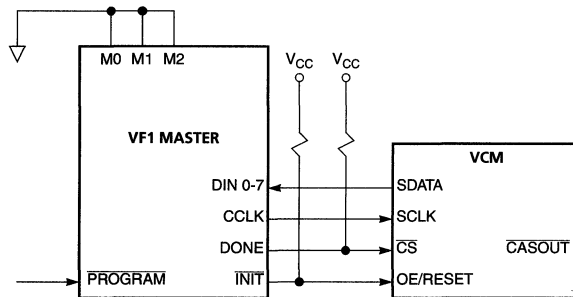 M0 M1 M2
VCC VCC
VF1 MASTER
VCM
DIN 0-7 SDATA
CCLK SCLK
DONE CS CASOUT
PROGRAM INIT OE/RESET